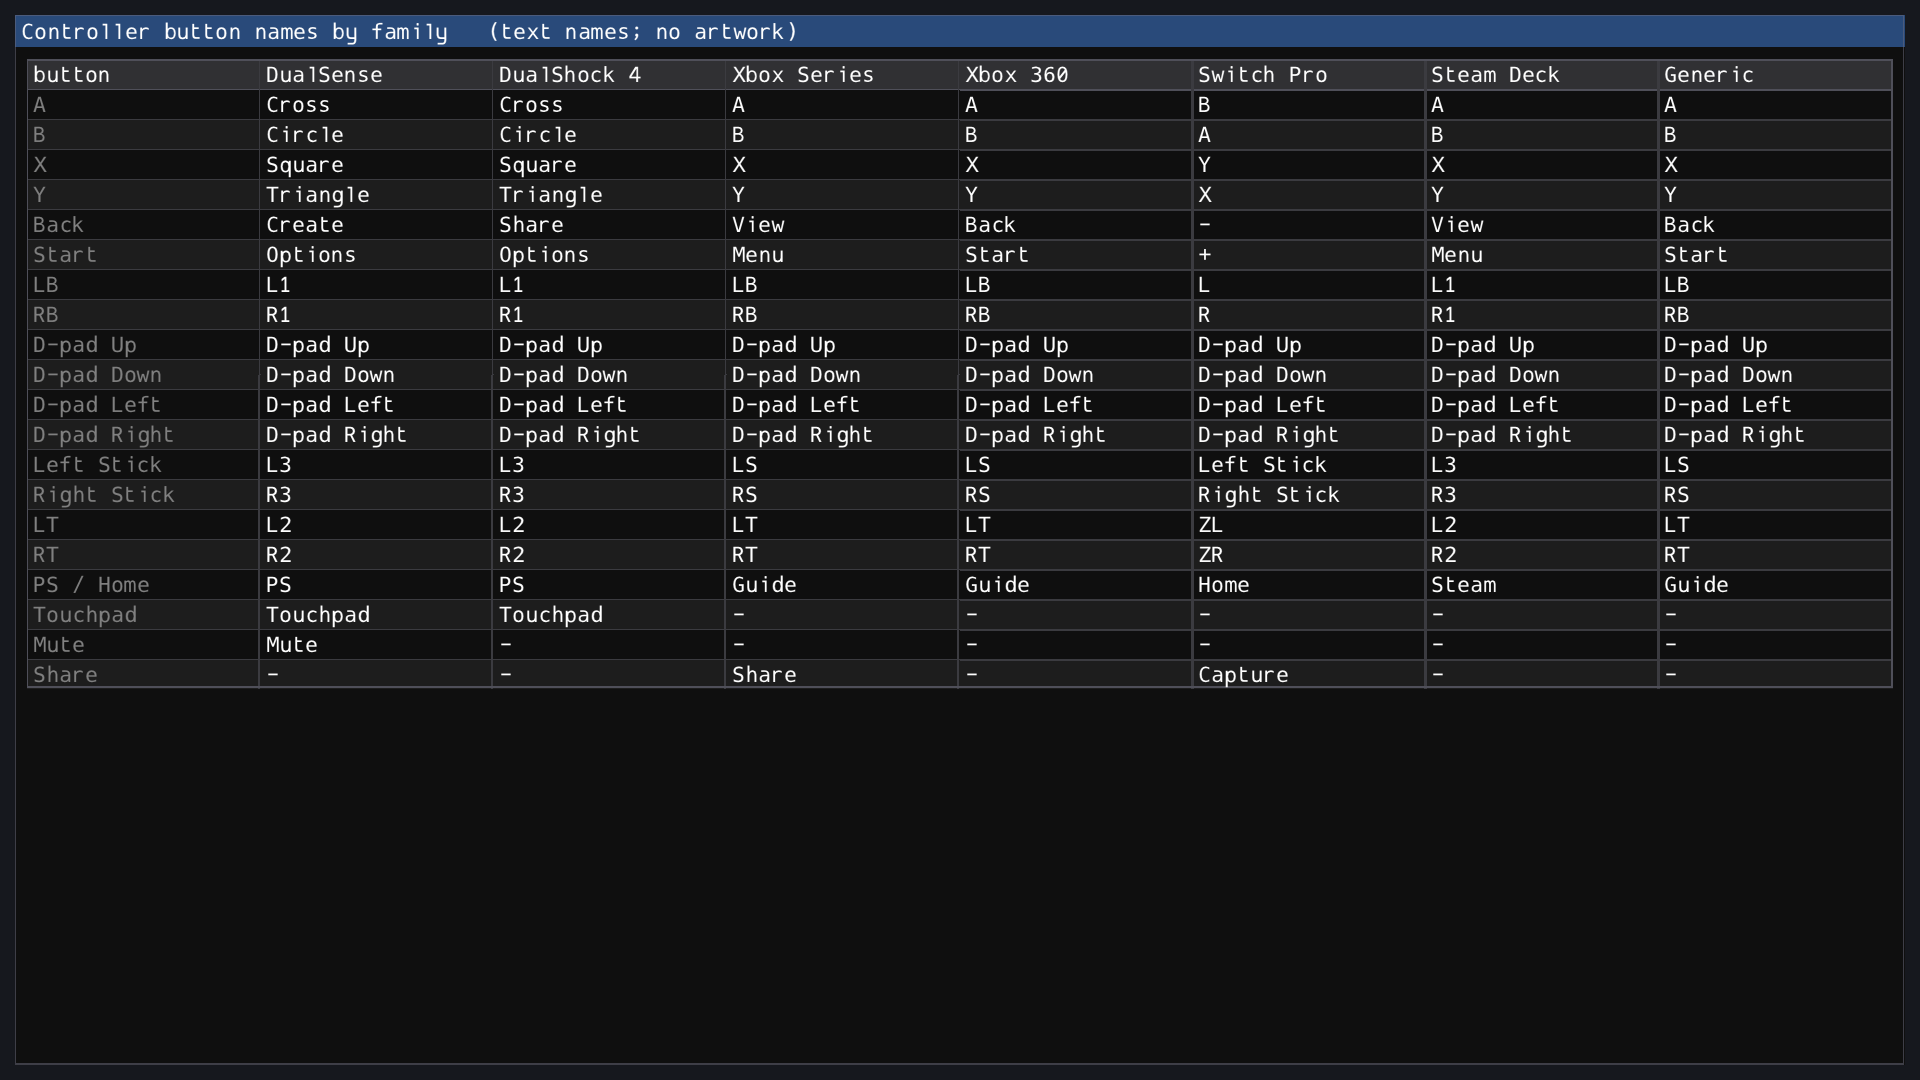 Controller button names by family (text names; no artwork)
button DualSense DualShock 4 Xbox Series Xbox 360 Switch Pro Steam Deck Generic
A Cross Cross A A B A A
B Circle Circle B B A B B
X Square Square X X Y X X
Y Triangle Triangle Y Y X Y Y
Back Create Share View Back - View Back
Start Options Options Menu Start + Menu Start
LB L1 L1 LB LB L L1 LB
RB R1 R1 RB RB R R1 RB
D-pad Up D-pad Up D-pad Up D-pad Up D-pad Up D-pad Up D-pad Up D-pad Up
D-pad Down D-pad Down D-pad Down D-pad Down D-pad Down D-pad Down D-pad Down D-pad Down
D-pad Left D-pad Left D-pad Left D-pad Left D-pad Left D-pad Left D-pad Left D-pad Left
D-pad Right D-pad Right D-pad Right D-pad Right D-pad Right D-pad Right D-pad Right D-pad Right
Left Stick L3 L3 LS LS Left Stick L3 LS
Right Stick R3 R3 RS RS Right Stick R3 RS
LT L2 L2 LT LT ZL L2 LT
RT R2 R2 RT RT ZR R2 RT
PS / Home PS PS Guide Guide Home Steam Guide
Touchpad Touchpad Touchpad - - - - -
Mute Mute - - - - - -
Share - - Share - Capture - -